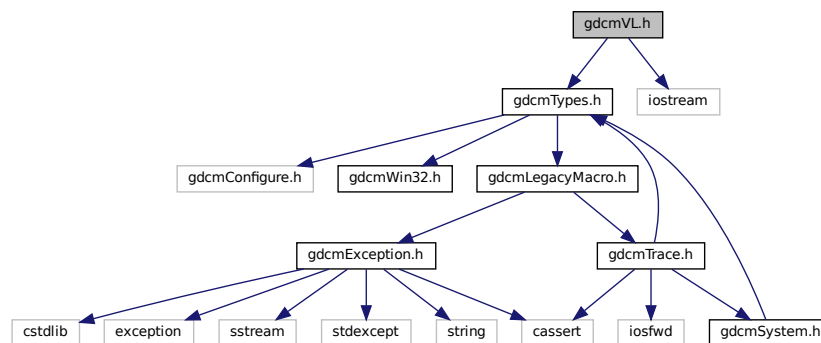 gdcmVL.h
gdcmTypes.h
iostream
gdcmConfigure.h
gdcmWin32.h
gdcmLegacyMacro.h
gdcmException.h
gdcmTrace.h
cstdlib
exception
sstream
stdexcept
string
cassert
iosfwd
gdcmSystem.h